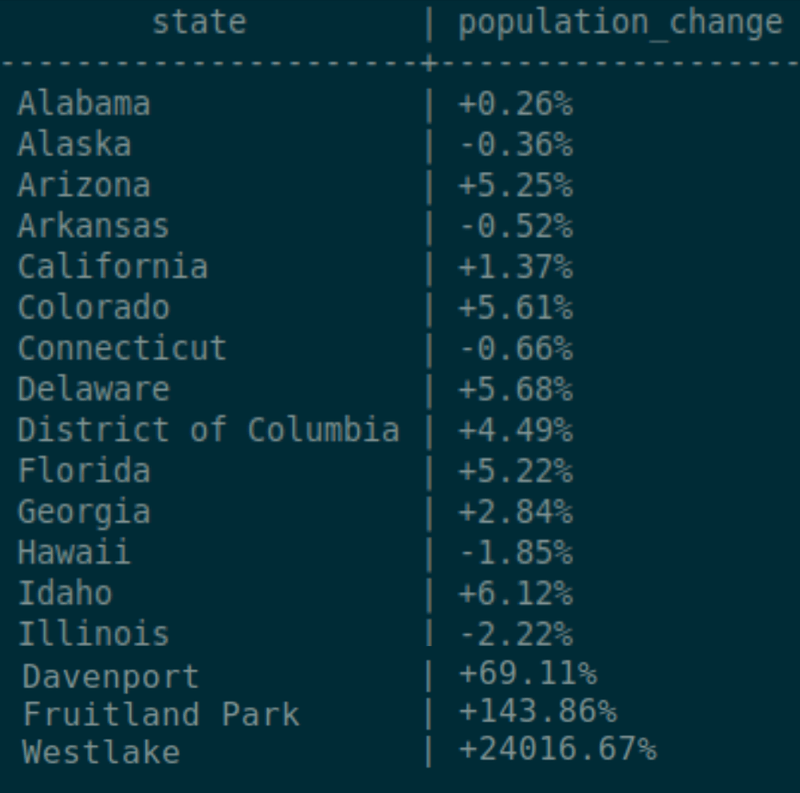 state | population_change
----------------------+-------------------
Alabama | +0.26%
Alaska | -0.36%
Arizona | +5.25%
Arkansas | -0.52%
California | +1.37%
Colorado | +5.61%
Connecticut | -0.66%
Delaware | +5.68%
District of Columbia | +4.49%
Florida | +5.22%
Georgia | +2.84%
Hawaii | -1.85%
Idaho | +6.12%
Illinois | -2.22%
Davenport | +69.11%
Fruitland Park | +143.86%
Westlake | +24016.67%